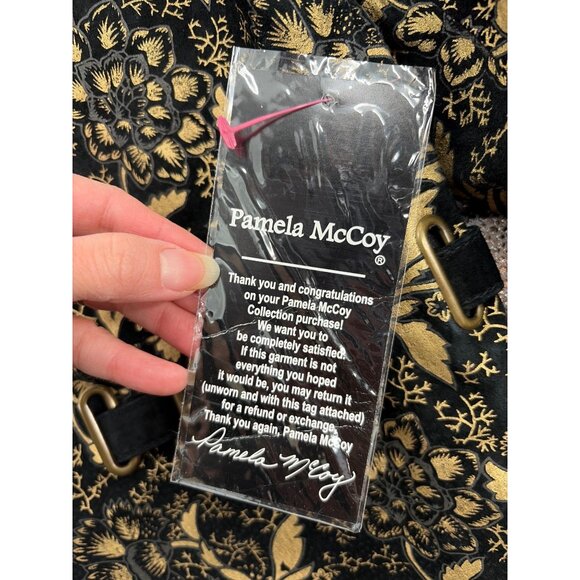 Pamela McCoy
®
Thank you and congratulations
on your Pamela McCoy
Collection purchase!
We want you to
be completely satisfied.
If this garment is not
everything you hoped
it would be, you may return it
(unworn and with this tag attached)
for a refund or exchange.
Thank you again, Pamela McCoy
Pamela McCoy